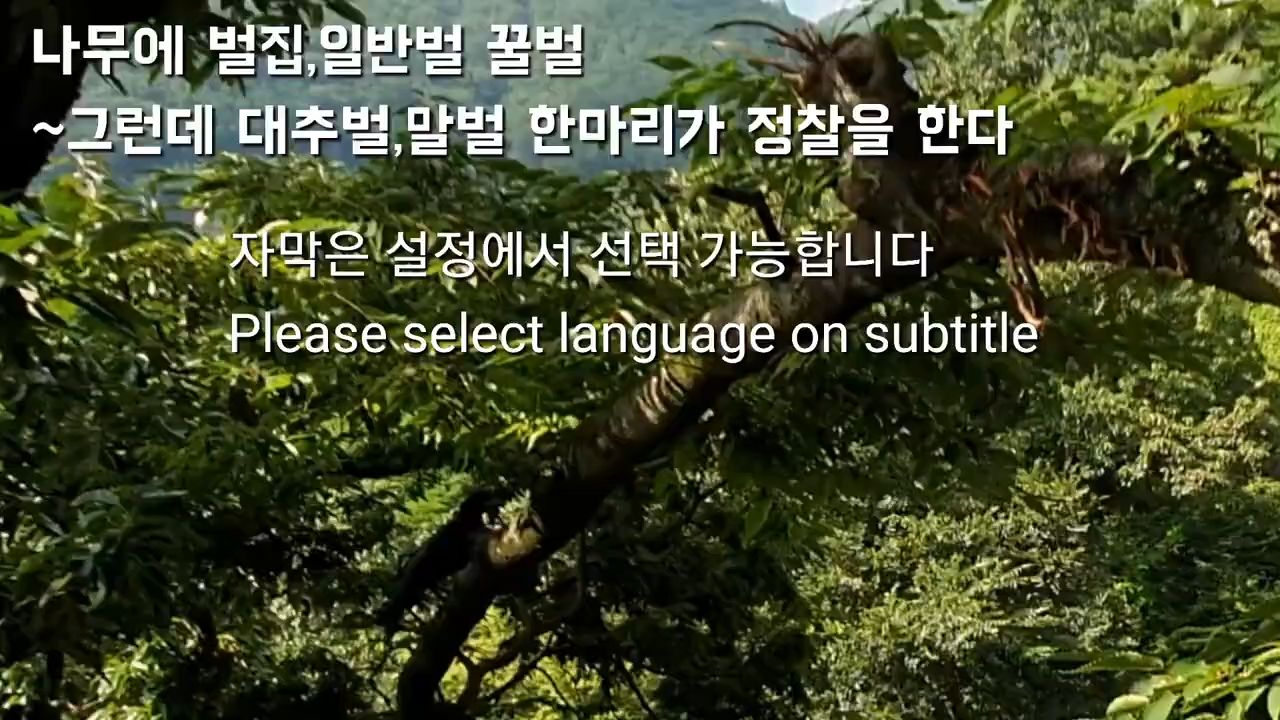 나무에 벌집,일반벌 꿀벌
~그런데 대추벌,말벌 한마리가 정찰을 한다
자막은 설정에서 선택 가능합니다
Please select language on subtitle